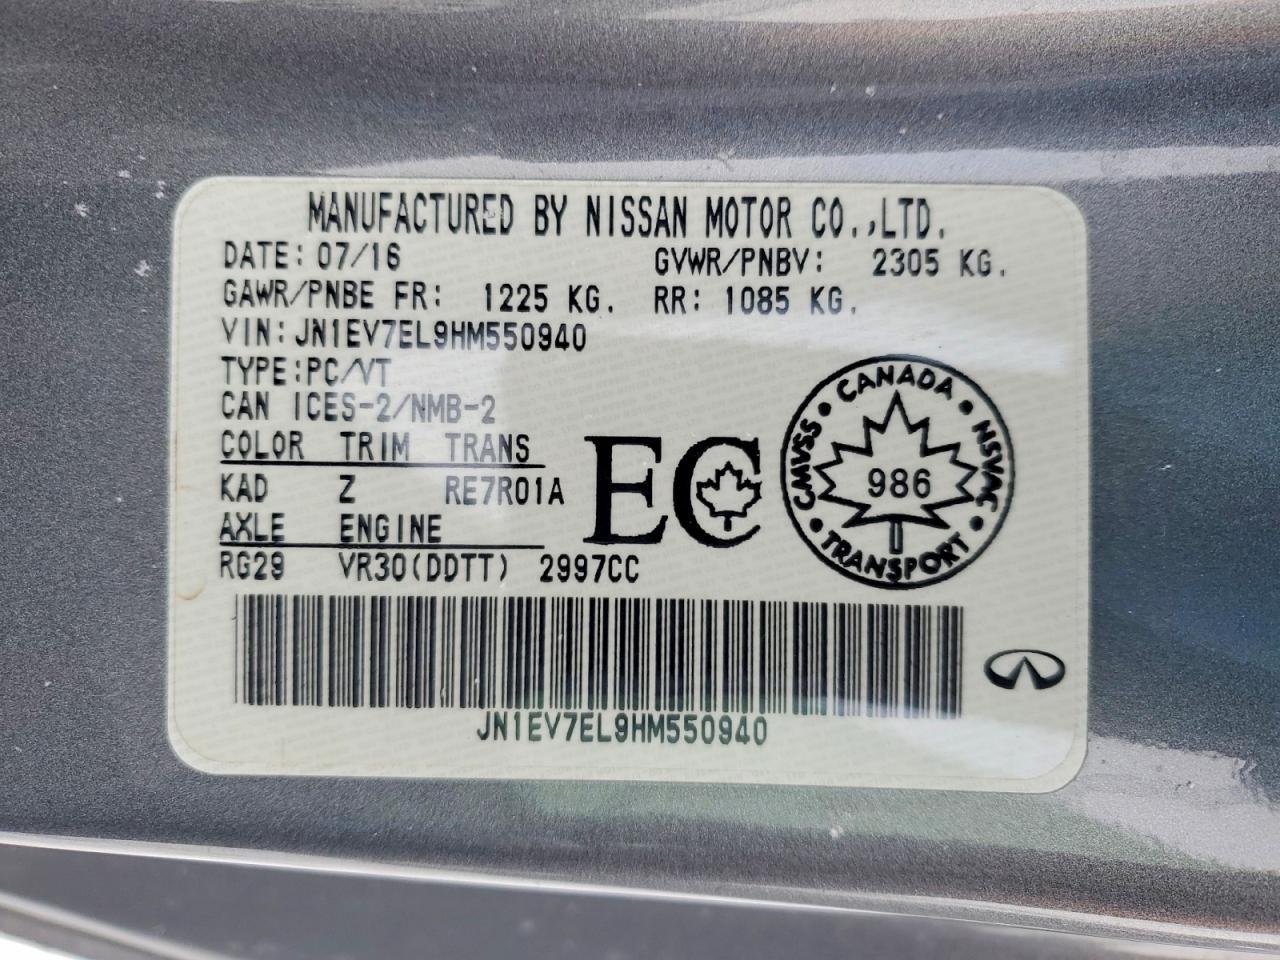 MANUFACTURED BY NISSAN MOTOR CO.,LTD.
DATE: 07/16 GVWR/PNBV: 2305 KG.
GAWR/PNBE FR: 1225 KG. RR: 1085 KG.
VIN: JN1EV7EL9HM550940
TYPE:PC/VT
CAN ICES-2/NMB-2
COLOR TRIM TRANS
KAD Z RE7R01A
AXLE ENGINE
RG29 VR30(DDTT) 2997CC
EC
CANADA
CMVSS
NSVAC
986
TRANSPORT
JN1EV7EL9HM550940